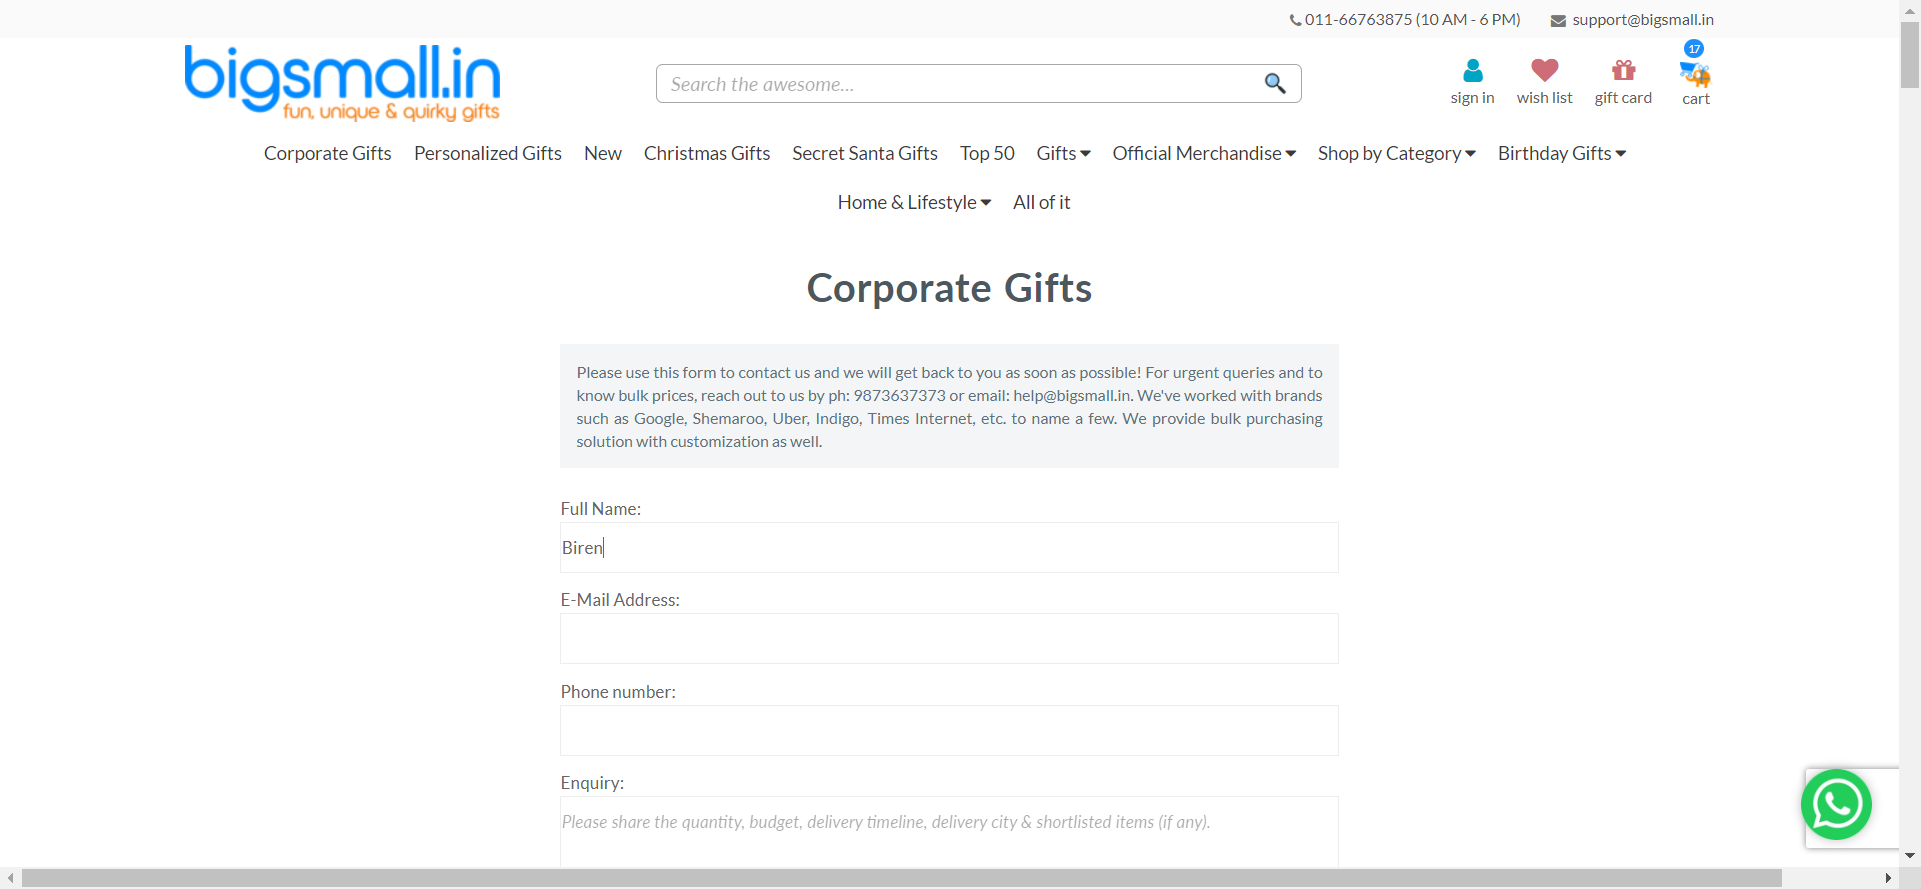 011-66763875 (10 AM - 6 PM) support@bigsmall.in
bigsmall.in
fun, unique & quirky gifts
Search the awesome...
17
sign in wish list gift card cart
Corporate Gifts Personalized Gifts New Christmas Gifts Secret Santa Gifts Top 50 Gifts Official Merchandise Shop by Category Birthday Gifts
Home & Lifestyle All of it
Corporate Gifts
Please use this form to contact us and we will get back to you as soon as possible! For urgent queries and to
know bulk prices, reach out to us by ph: 9873637373 or email: help@bigsmall.in. We've worked with brands
such as Google, Shemaroo, Uber, Indigo, Times Internet, etc. to name a few. We provide bulk purchasing
solution with customization as well.
Full Name:
Biren
E-Mail Address:
Phone number:
Enquiry:
Please share the quantity, budget, delivery timeline, delivery city & shortlisted items (if any).